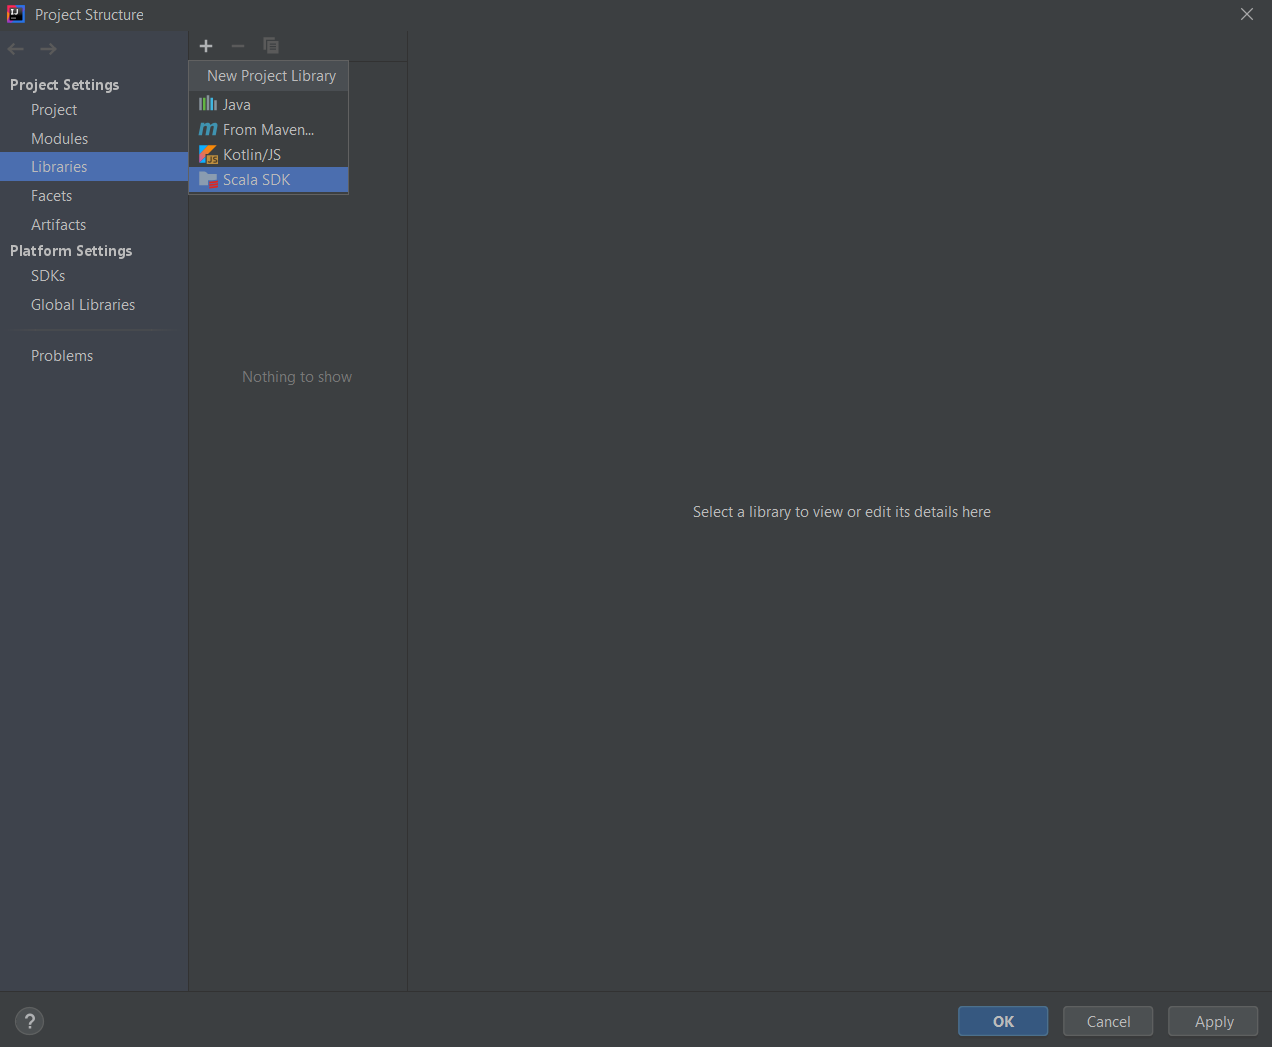 Project Structure
Project Settings
Project
Modules
Libraries
Facets
Artifacts
Platform Settings
SDKs
Global Libraries
Problems
New Project Library
Java
From Maven...
Kotlin/JS
Scala SDK
Nothing to show
Select a library to view or edit its details here
?
OK
Cancel
Apply